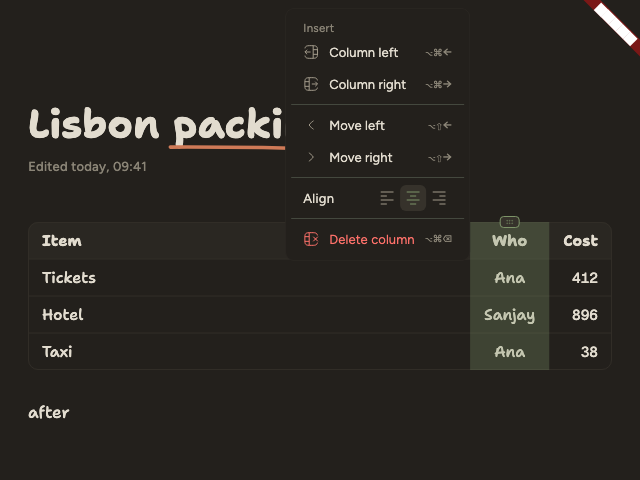 Insert
Column left ⌥⌘←
Column right ⌥⌘→
Move left ⌥⇧←
Move right ⌥⇧→
Align
Delete column ⌥⌘⌫
Lisbon
Edited today, 09:41
Item Who Cost
Tickets Ana 412
Hotel Sanjay 896
Taxi Ana 38
after